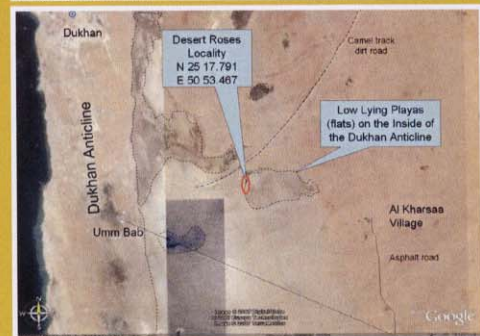 Dukhan
Desert Roses
Locality
N 25 17.791
E 50 53.467
Camel track
dirt road
Low Lying Playas
(flats) on the Inside of
the Dukhan Anticline
Dukhan Anticline
Umm Bab
Al Kharsaa
Village
Asphalt road
Google